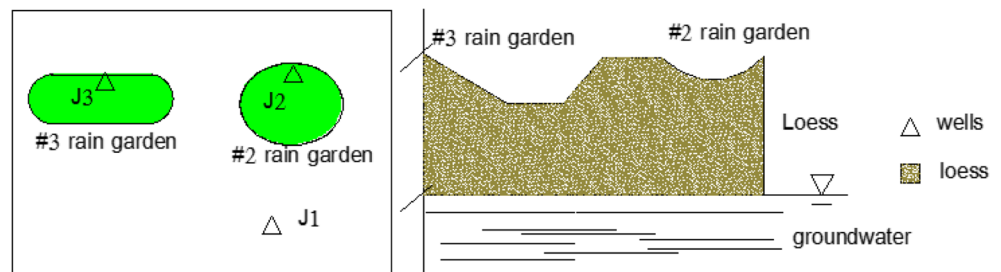 J3
#3 rain garden
J2
#2 rain garden
J1
#3 rain garden
#2 rain garden
Loess
groundwater
wells
loess